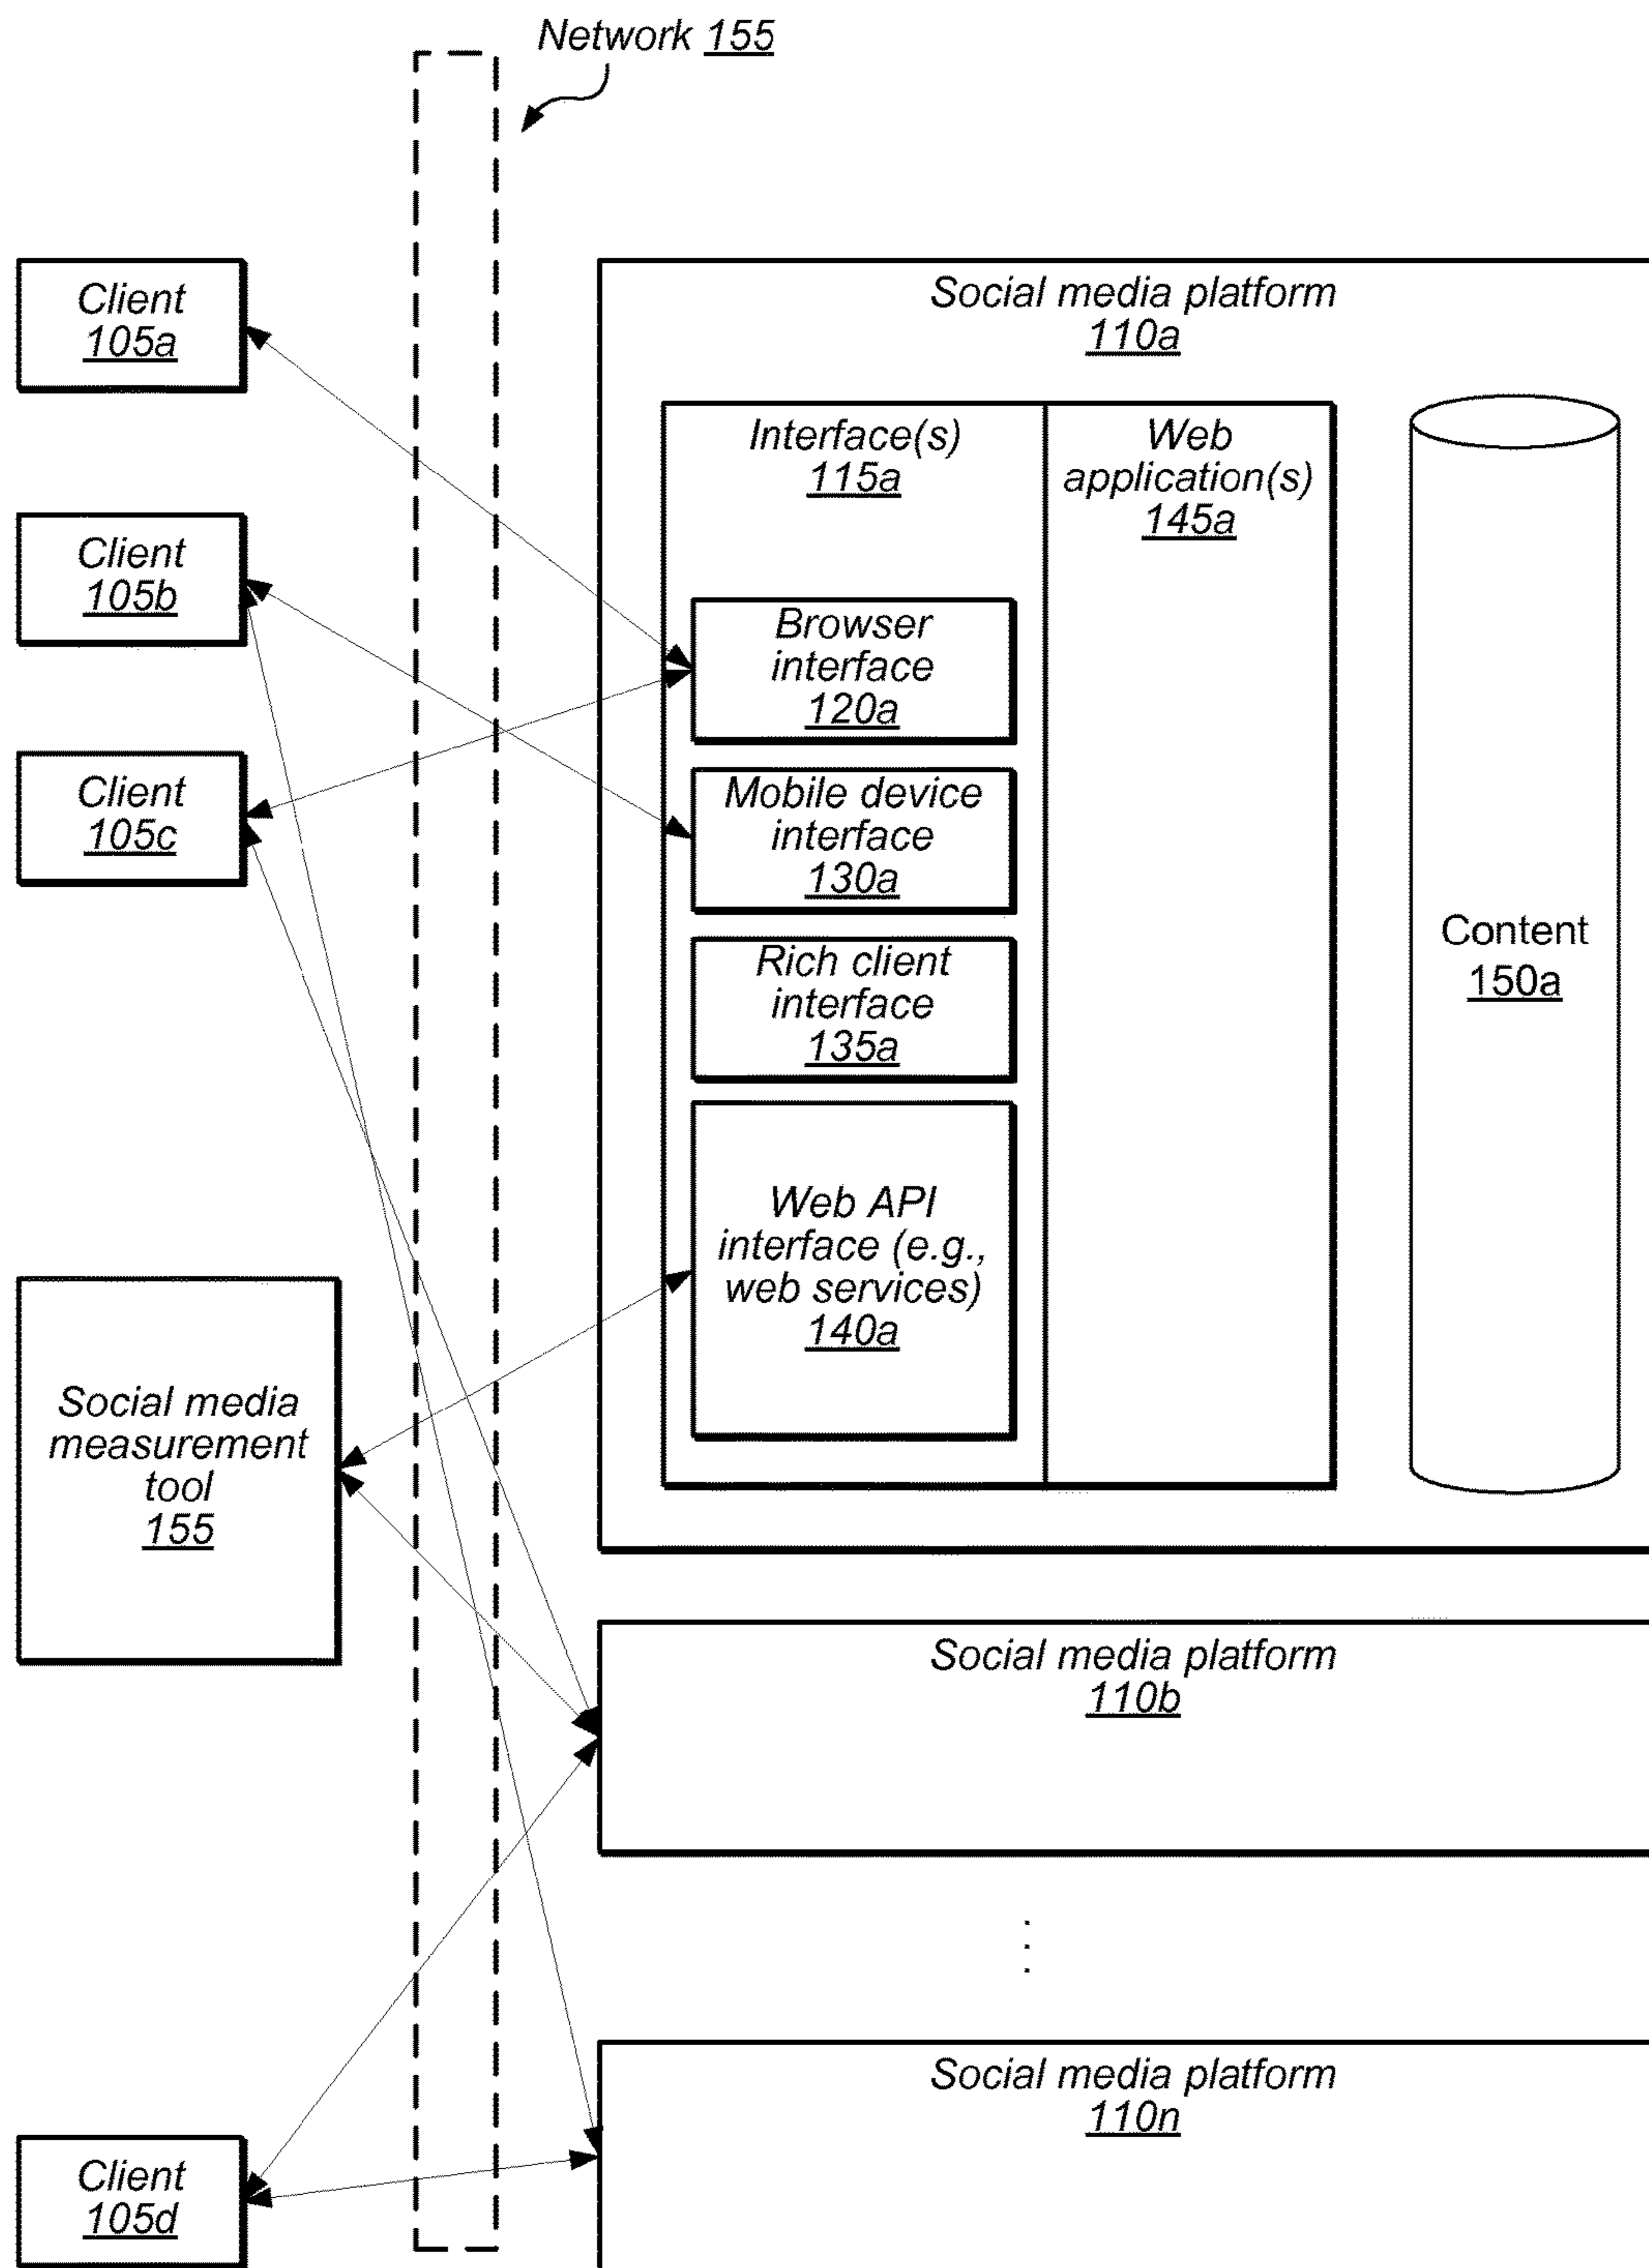 Network 155
Client
105a
Client
105b
Client
105c
Social media
measurement
tool
155
Client
105d
Social media platform
110a
Interface(s)
115a
Web
application(s)
145a
Browser
interface
120a
Mobile device
interface
130a
Rich client
interface
135a
Web API
interface (e.g.,
web services)
140a
Content
150a
Social media platform
110b
Social media platform
110n